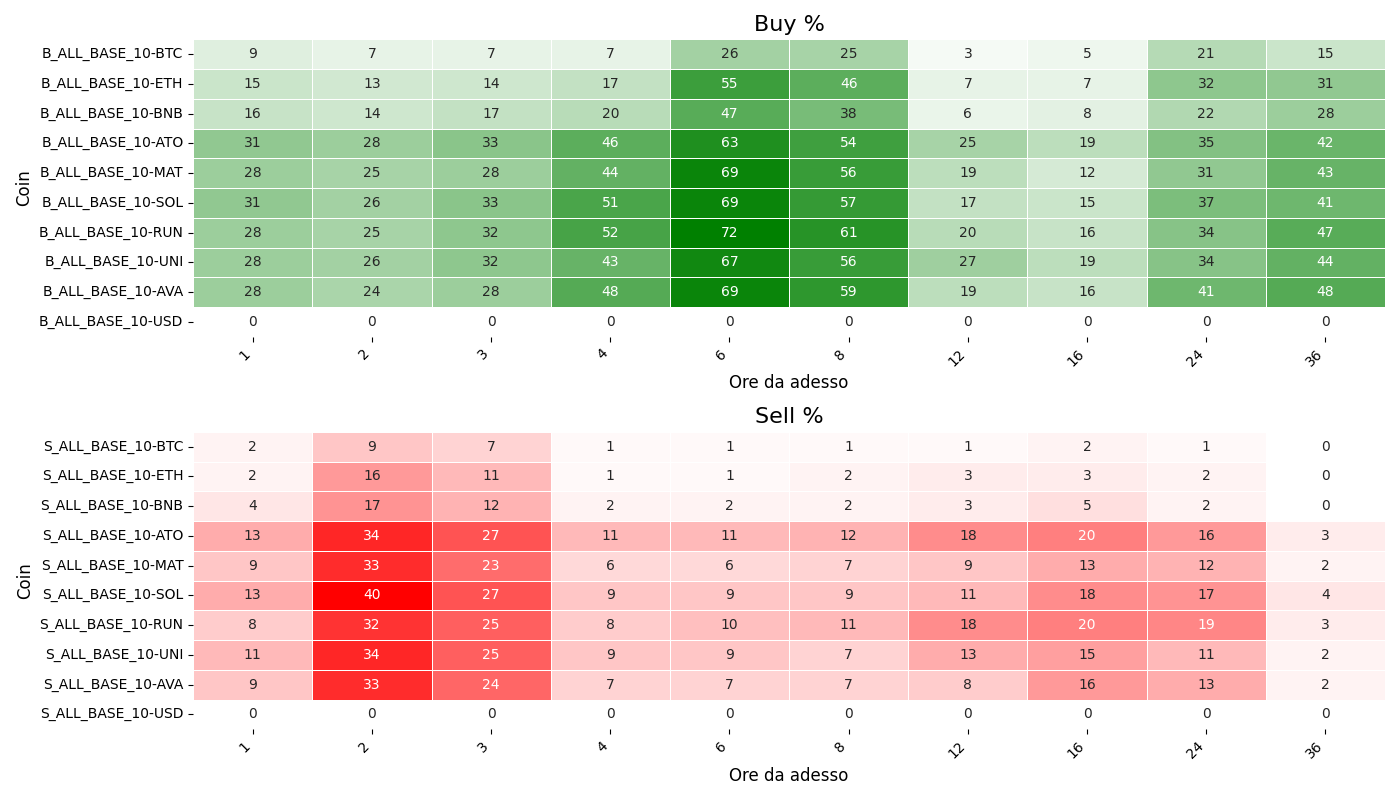 Buy %
B_ALL_BASE_10-BTC 9 7 7 7 26 25 3 5 21 15
B_ALL_BASE_10-ETH 15 13 14 17 55 46 7 7 32 31
B_ALL_BASE_10-BNB 16 14 17 20 47 38 6 8 22 28
B_ALL_BASE_10-ATO 31 28 33 46 63 54 25 19 35 42
B_ALL_BASE_10-MAT 28 25 28 44 69 56 19 12 31 43
B_ALL_BASE_10-SOL 31 26 33 51 69 57 17 15 37 41
B_ALL_BASE_10-RUN 28 25 32 52 72 61 20 16 34 47
B_ALL_BASE_10-UNI 28 26 32 43 67 56 27 19 34 44
B_ALL_BASE_10-AVA 28 24 28 48 69 59 19 16 41 48
B_ALL_BASE_10-USD 0 0 0 0 0 0 0 0 0 0
Coin
1 2 3 4 6 8 12 16 24 36
Ore da adesso
Sell %
S_ALL_BASE_10-BTC 2 9 7 1 1 1 1 2 1 0
S_ALL_BASE_10-ETH 2 16 11 1 1 2 3 3 2 0
S_ALL_BASE_10-BNB 4 17 12 2 2 2 3 5 2 0
S_ALL_BASE_10-ATO 13 34 27 11 11 12 18 20 16 3
S_ALL_BASE_10-MAT 9 33 23 6 6 7 9 13 12 2
S_ALL_BASE_10-SOL 13 40 27 9 9 9 11 18 17 4
S_ALL_BASE_10-RUN 8 32 25 8 10 11 18 20 19 3
S_ALL_BASE_10-UNI 11 34 25 9 9 7 13 15 11 2
S_ALL_BASE_10-AVA 9 33 24 7 7 7 8 16 13 2
S_ALL_BASE_10-USD 0 0 0 0 0 0 0 0 0 0
Coin
1 2 3 4 6 8 12 16 24 36
Ore da adesso